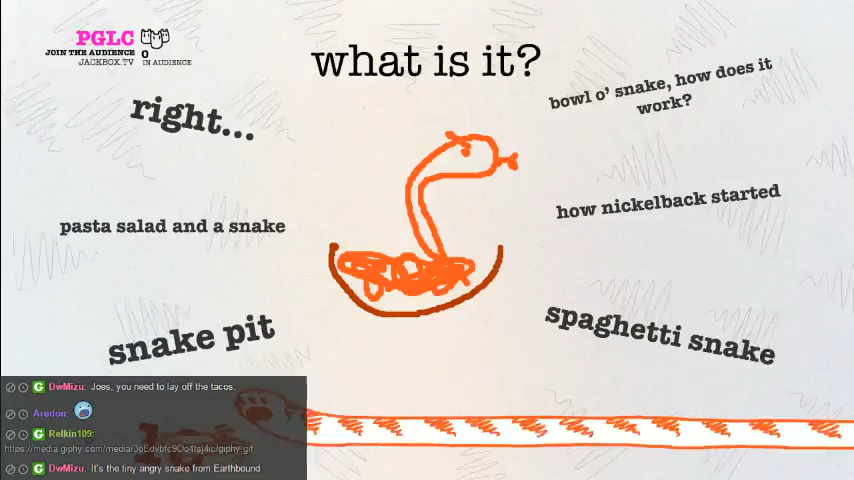 PGLC
JOIN THE AUDIENCE
JACKBOX.TV
0
IN AUDIENCE
what is it?
right...
bowl o' snake, how does it
work?
pasta salad and a snake
how nickelback started
snake pit
spaghetti snake
G DwMizu: Joes, you need to lay off the tacos.
Arudon:
G Relkin109:
https://media.giphy.com/media/3oEdvbfc9Oo4tsj4ic/giphy.gif
G DwMizu: It's the tiny angry snake from Earthbound